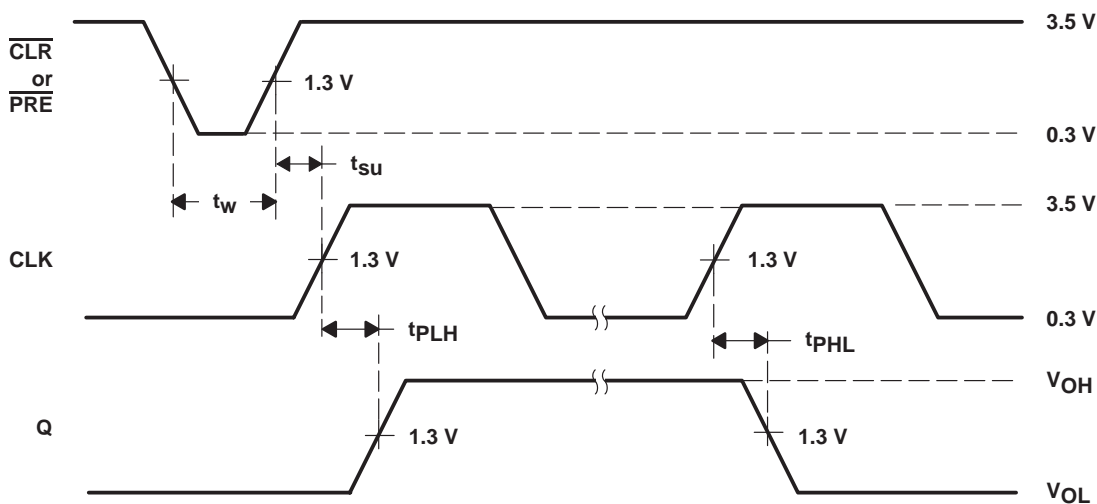 3.5 V
CLR
or
PRE
1.3 V
0.3 V
tsu
tw
3.5 V
CLK
1.3 V
1.3 V
tPLH
tPHL
0.3 V
VOH
Q
1.3 V
1.3 V
VOL